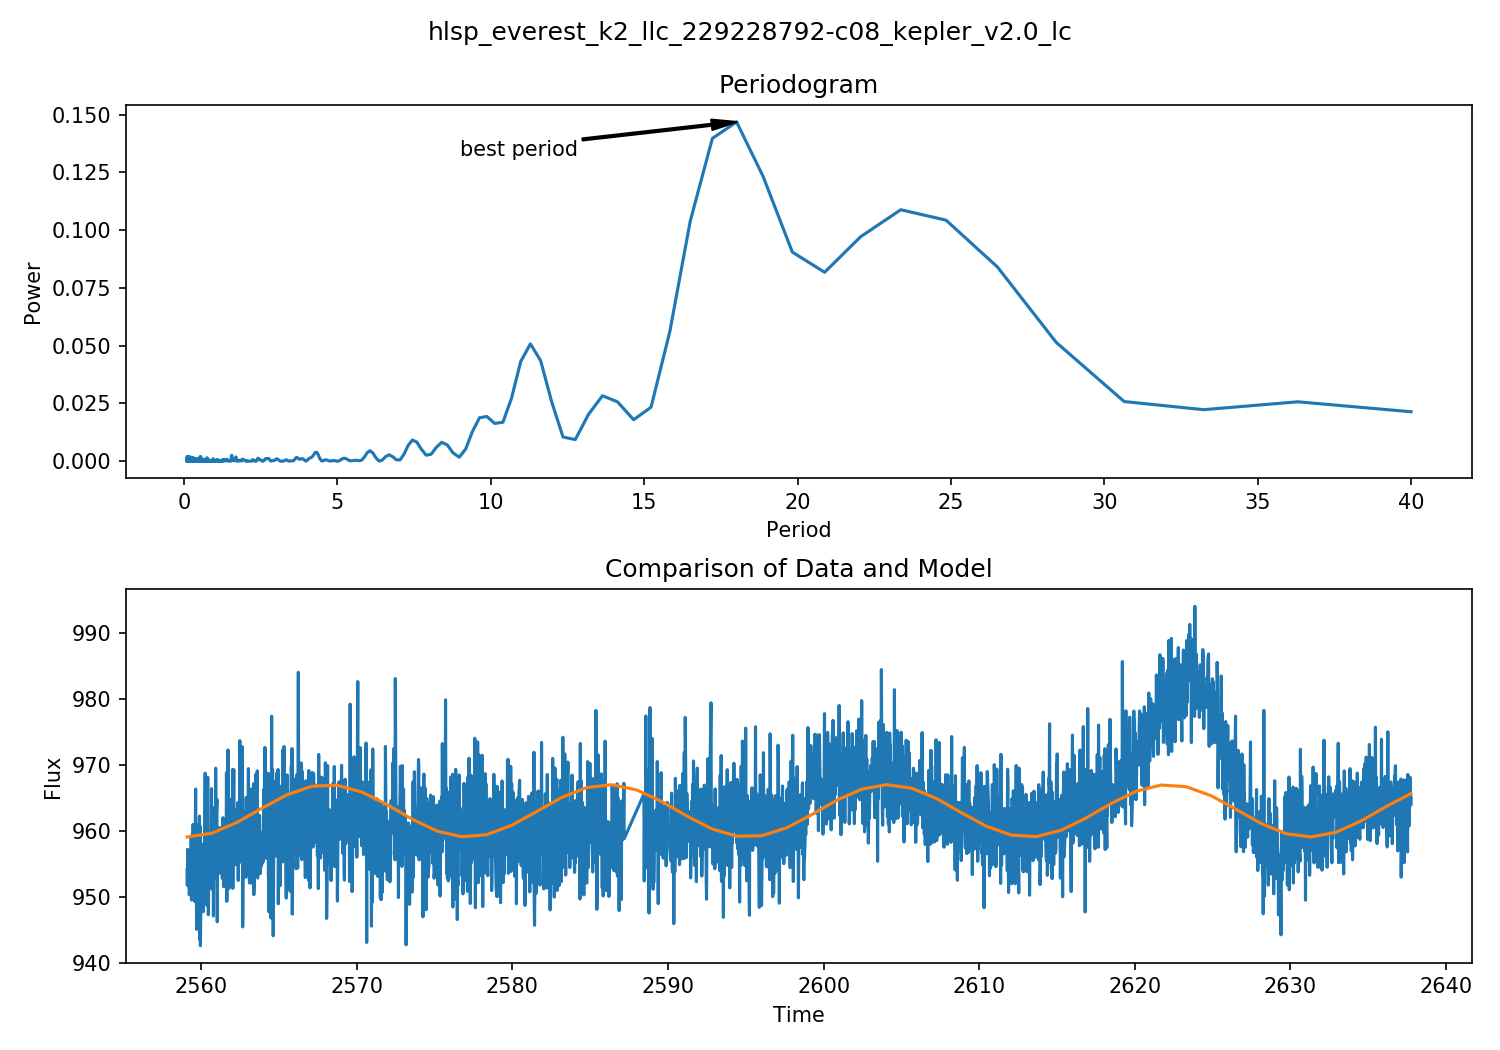 hlsp_everest_k2_llc_229228792-c08_kepler_v2.0_lc
Periodogram
0.150
0.125
0.100
0.075
0.050
0.025
0.000
Power
best period
0 5 10 15 20 25 30 35 40
Period
Comparison of Data and Model
990
980
970
960
950
940
Flux
2560 2570 2580 2590 2600 2610 2620 2630 2640
Time